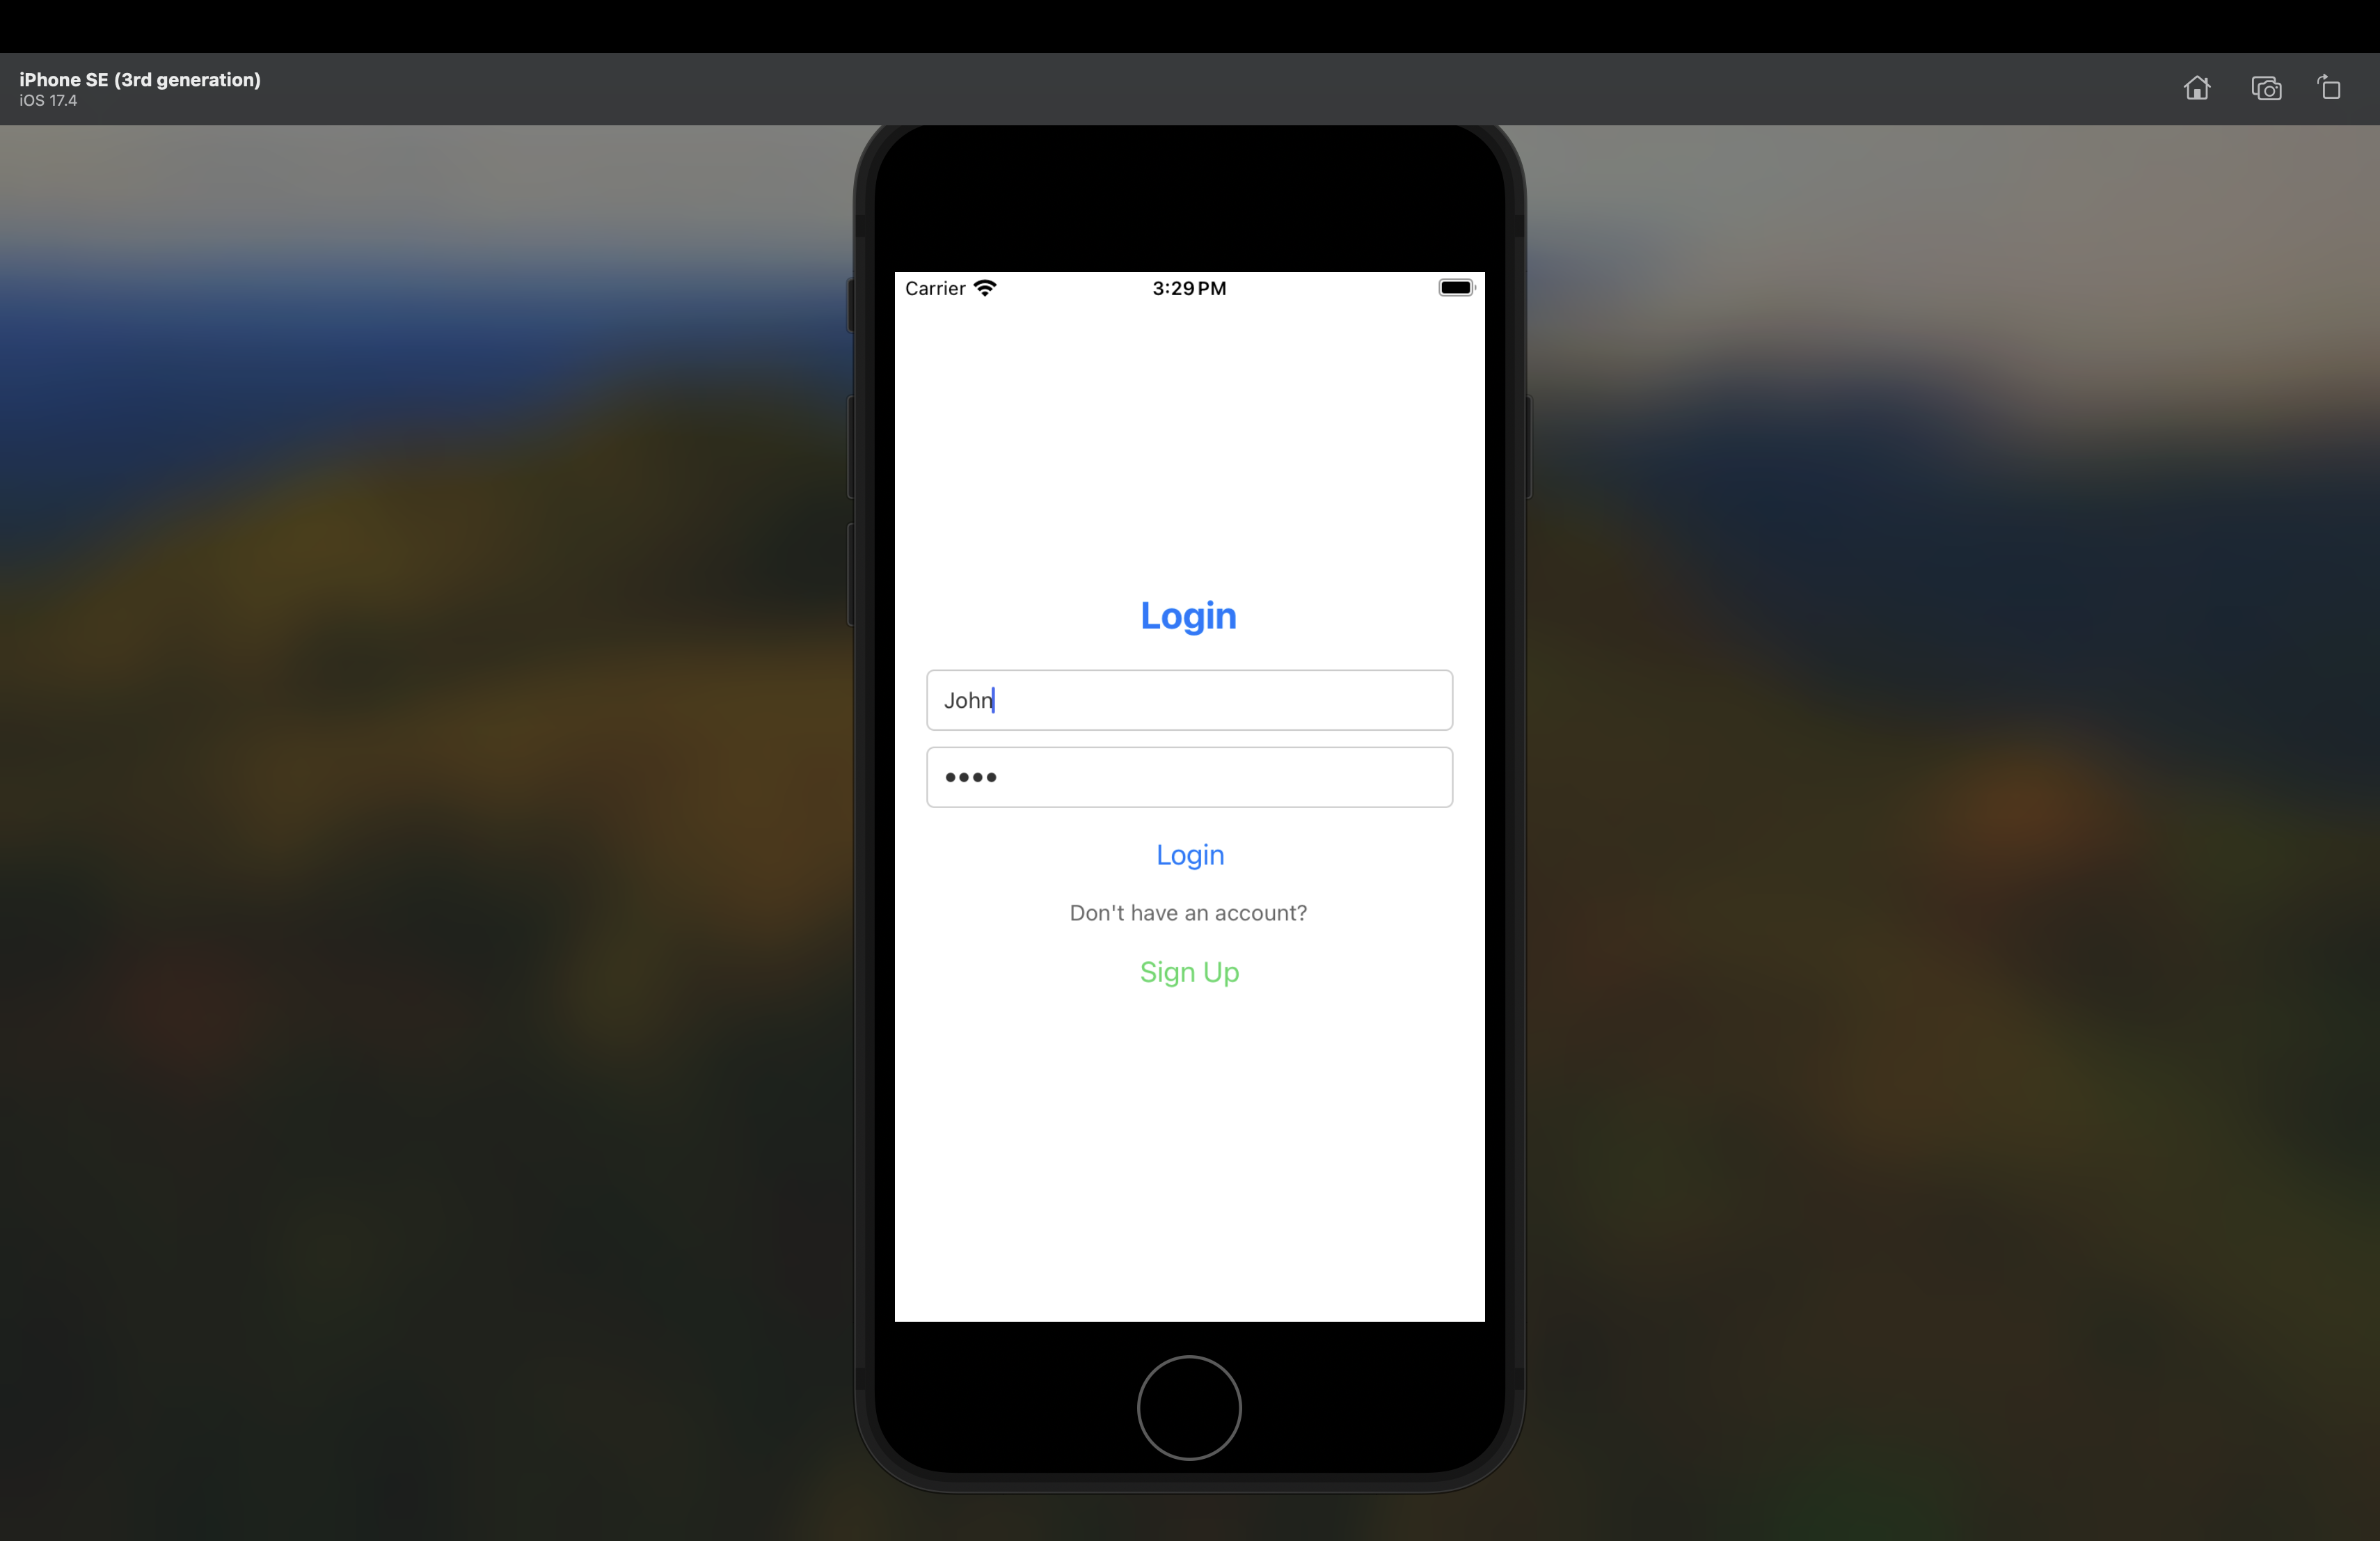 iPhone SE (3rd generation)
iOS 17.4
Carrier 3:29 PM
Login
John
••••
Login
Don't have an account?
Sign Up